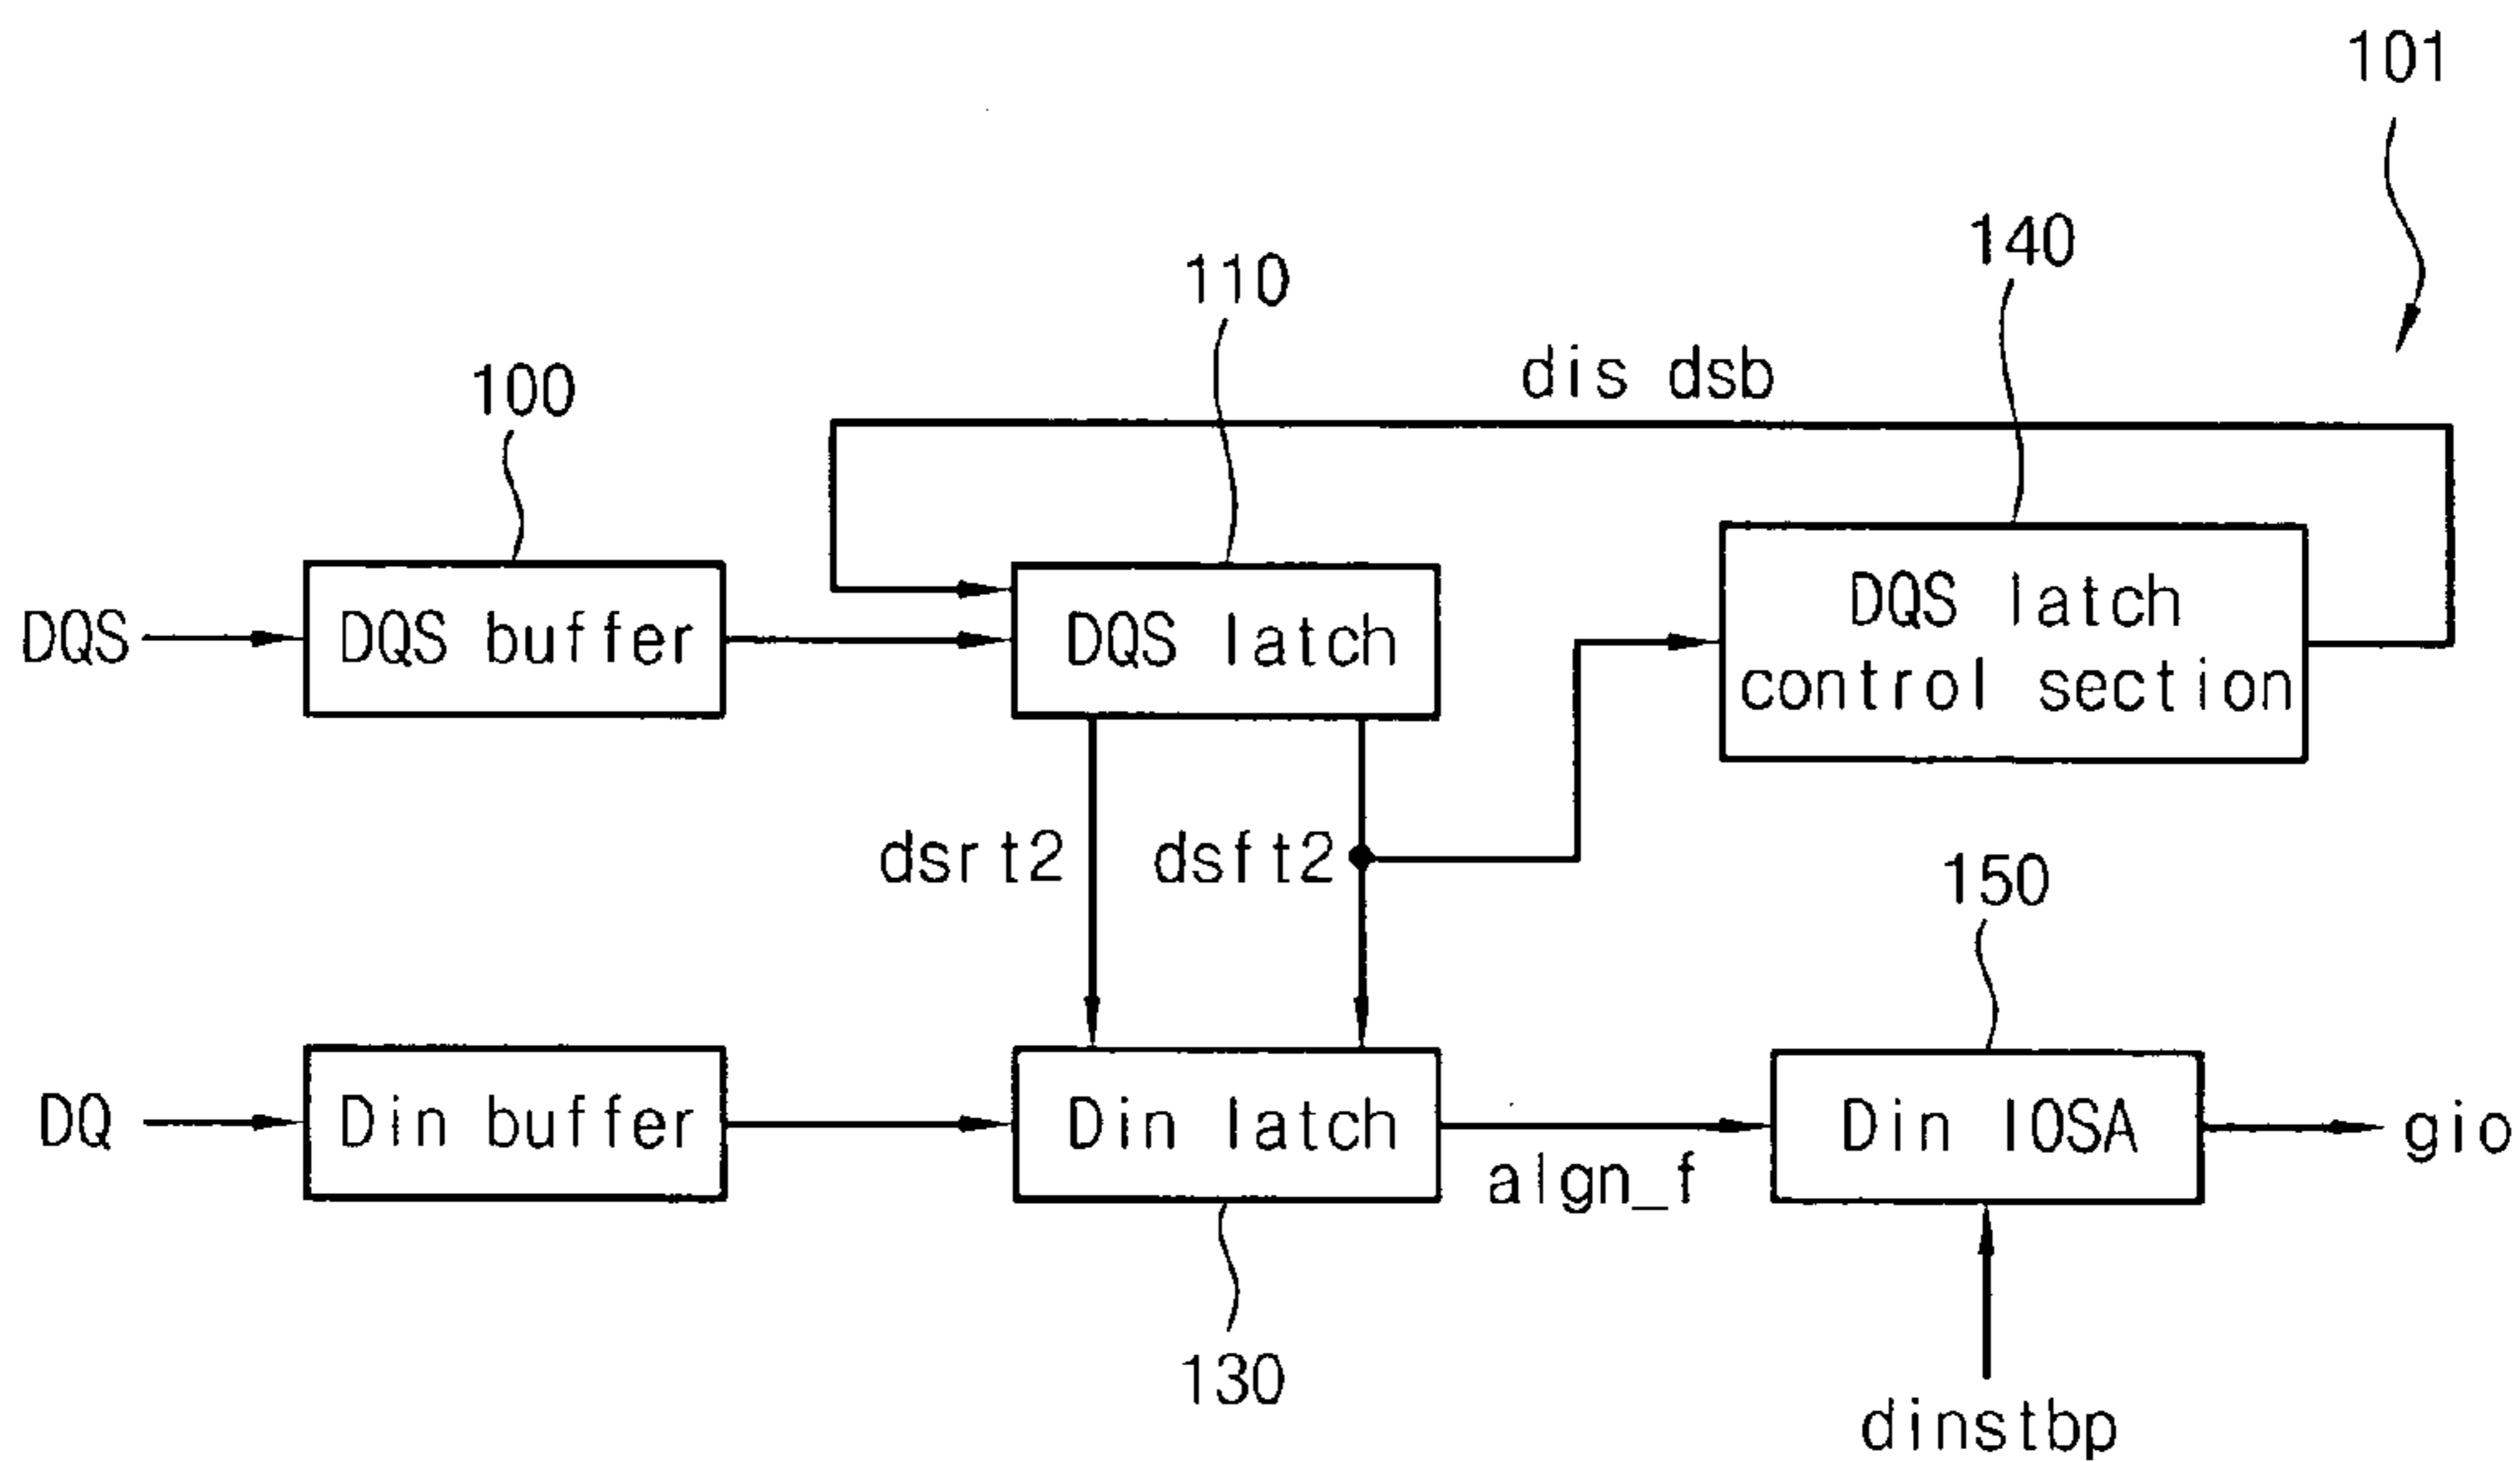 101
140
110
dis dsb
100
DQS
DQS buffer
DQS latch
DQS latch
control section
dsrt2
dsft2
150
DQ
Din buffer
Din latch
algn_f
Din IOSA
gio
130
dinstbp